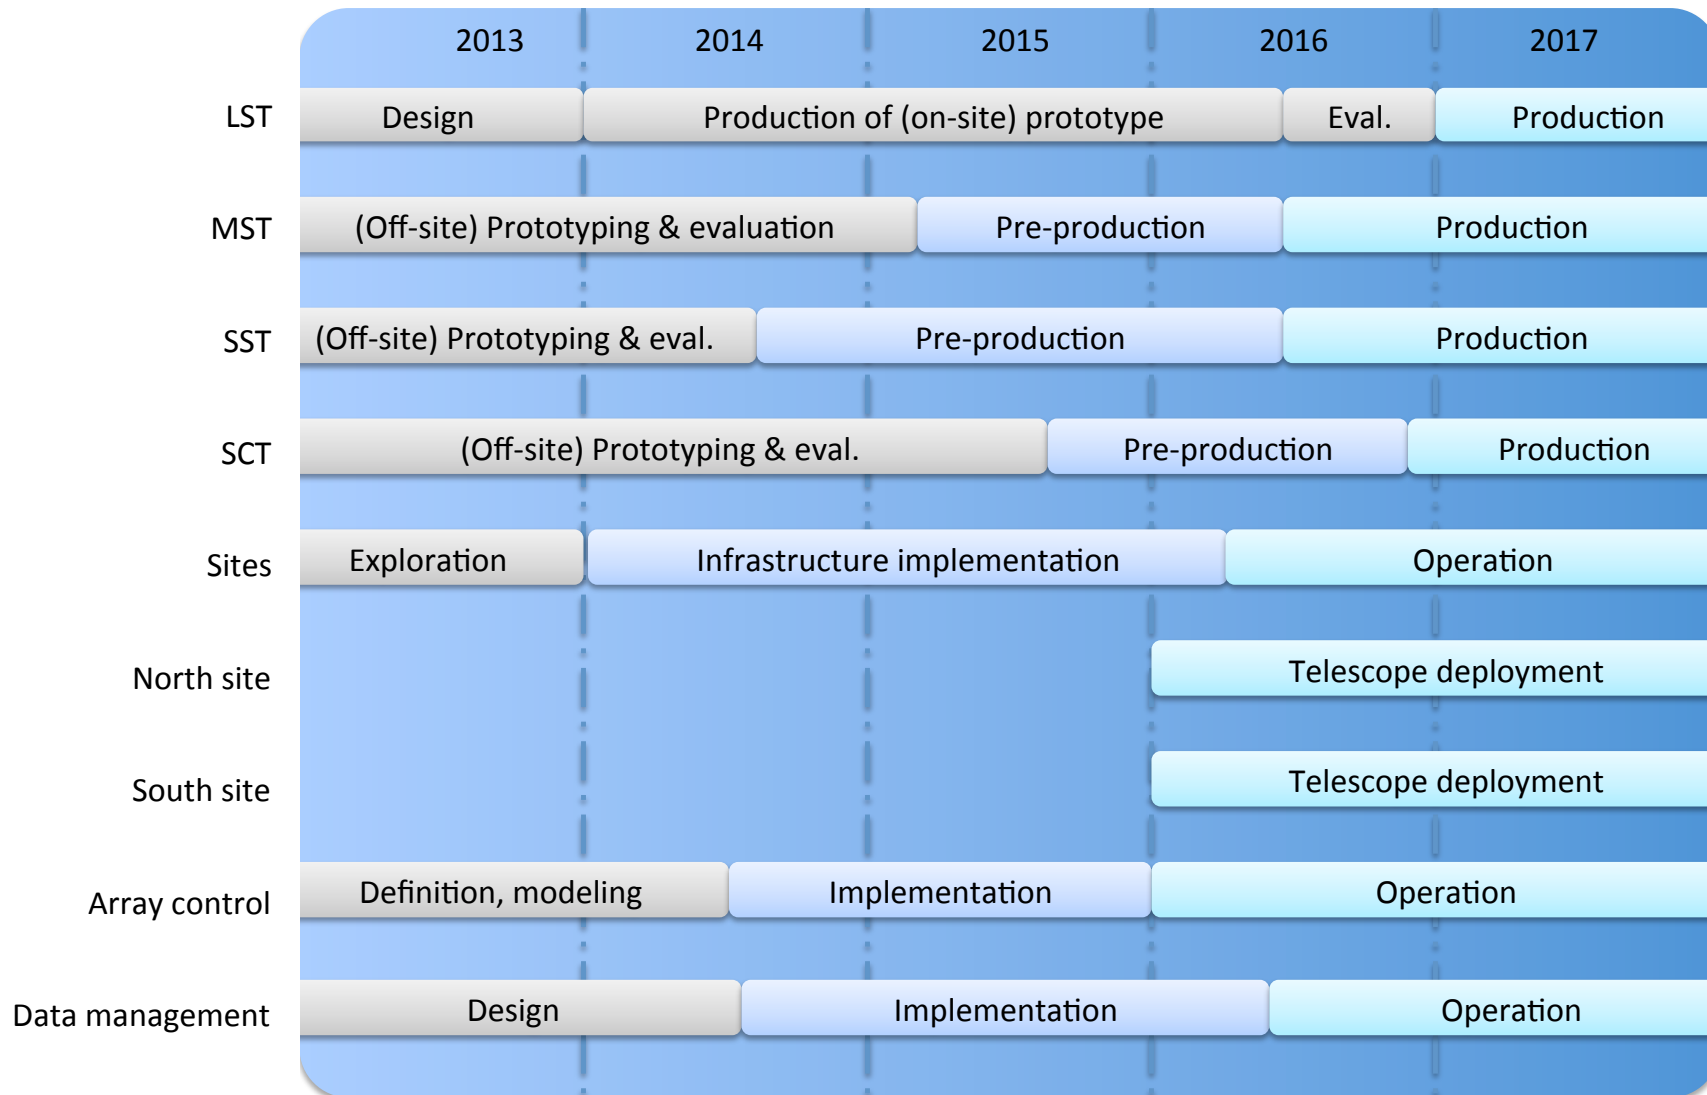 2013 2014 2015 2016 2017
LST Design Production of (on-site) prototype Eval. Production
MST (Off-site) Prototyping & evaluation Pre-production Production
SST (Off-site) Prototyping & eval. Pre-production Production
SCT (Off-site) Prototyping & eval. Pre-production Production
Sites Exploration Infrastructure implementation Operation
North site Telescope deployment
South site Telescope deployment
Array control Definition, modeling Implementation Operation
Data management Design Implementation Operation